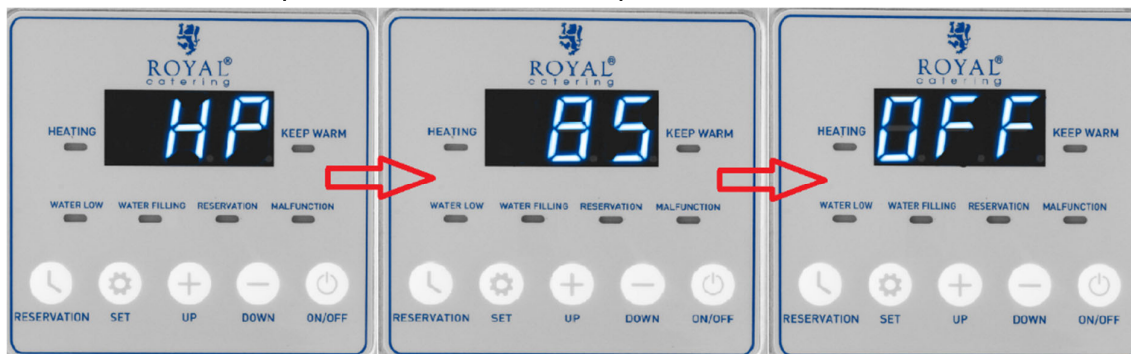 ROYAL®
catering
HP
HEATING
KEEP WARM
WATER LOW WATER FILLING RESERVATION MALFUNCTION
RESERVATION SET UP DOWN ON/OFF
ROYAL®
catering
85
HEATING
KEEP WARM
WATER LOW WATER FILLING RESERVATION MALFUNCTION
RESERVATION SET UP DOWN ON/OFF
ROYAL®
catering
OFF
HEATING
KEEP WARM
WATER LOW WATER FILLING RESERVATION MALFUNCTION
RESERVATION SET UP DOWN ON/OFF